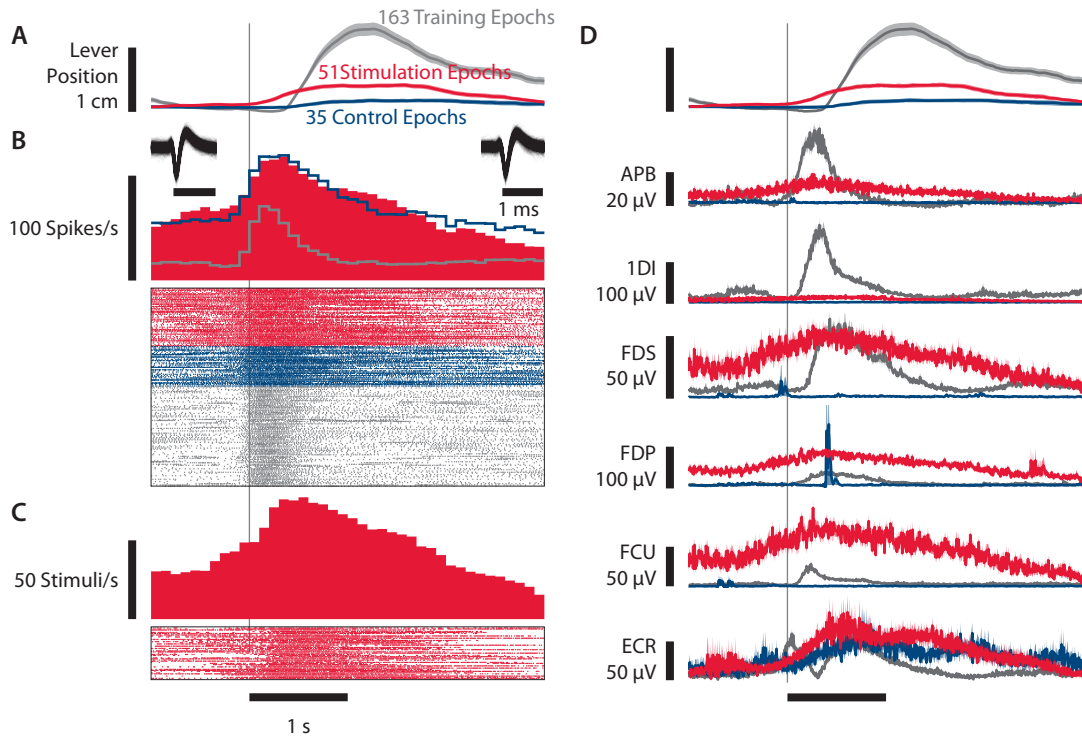 A
Lever
Position
1 cm
163 Training Epochs
51Stimulation Epochs
35 Control Epochs
B
1 ms
100 Spikes/s
C
50 Stimuli/s
1 s
D
APB
20 µV
1DI
100 µV
FDS
50 µV
FDP
100 µV
FCU
50 µV
ECR
50 µV